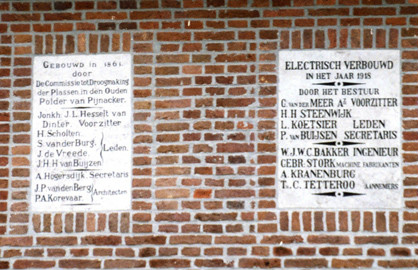 GEBOUWD IN 1861
door
De Commissie tot Droogmaking
der Plassen in den Ouden
Polder van Pijnacker.
Jonkh. J.L. Hesselt van
Dinter. Voorzitter
H. Scholten.
S. van der Burg.
J. de Vreede. Leden.
J.H.H van Buijzen
A. Hogersdijk. Secretaris
J.P. van den Berg
P.A. Korevaar. Architecten
ELECTRISCH VERBOUWD
IN HET JAAR 1918
DOOR HET BESTUUR
C. VAN DER MEER Az VOORZITTER
H.H STEENWIJK
L. KOETSIER LEDEN
P. VAN BUIJSEN SECRETARIS
W.J.W.C. BAKKER INGENIEUR
GEBR. STORK MACHINE FABRIKANTEN
A KRANENBURG
TH. C. TETTEROO AANNEMERS